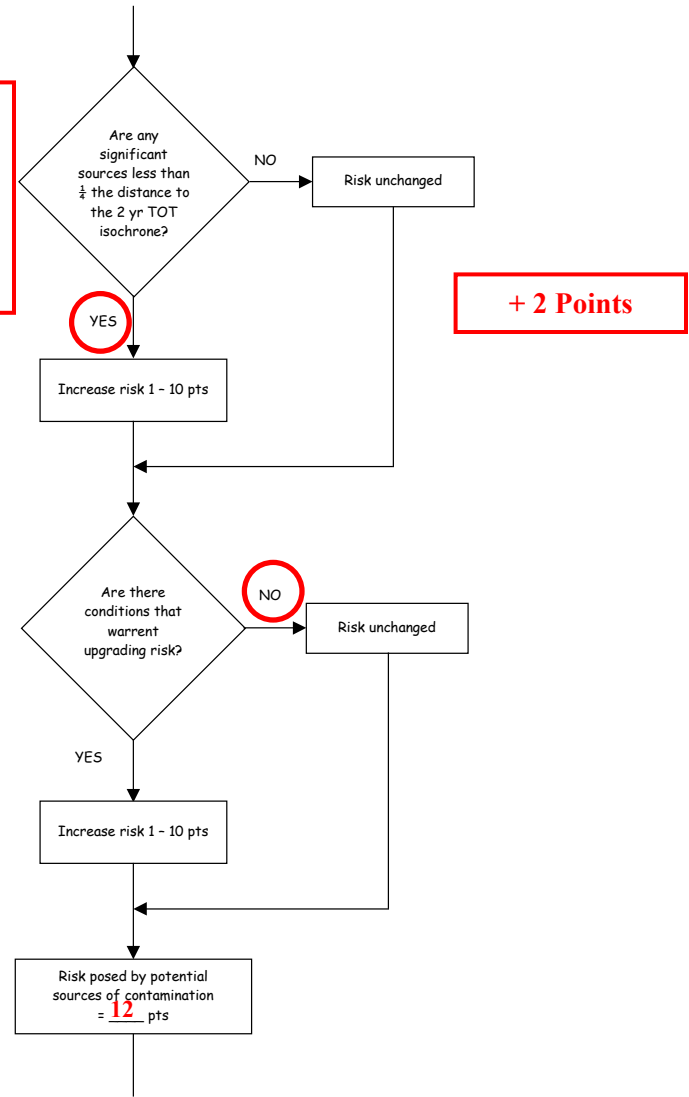 Are any
significant
sources less than
¼ the distance to
the 2 yr TOT
isochrone?
NO
Risk unchanged
+ 2 Points
YES
Increase risk 1 – 10 pts
Are there
conditions that
warrent
upgrading risk?
NO
Risk unchanged
YES
Increase risk 1 – 10 pts
Risk posed by potential
sources of contamination
= 12 pts